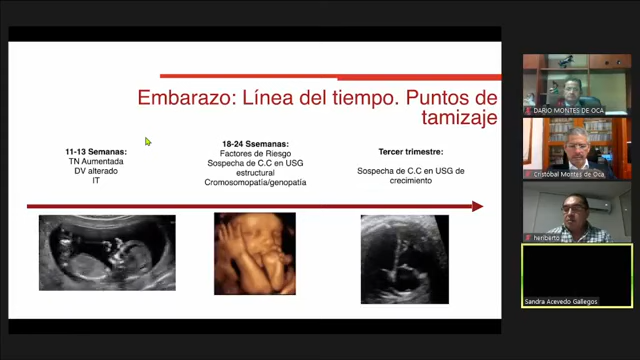 Embarazo: Línea del tiempo. Puntos de
tamizaje
11-13 Semanas:
TN Aumentada
DV alterado
IT
18-24 Ssemanas:
Factores de Riesgo
Sospecha de C.C en USG
estructural
Cromosomopatía/genopatía
Tercer trimestre:
Sospecha de C.C en USG de
crecimiento
DARIO MONTES DE OCA
Cristóbal Montes de Oca
heriberto
Sandra Acevedo Gallegos